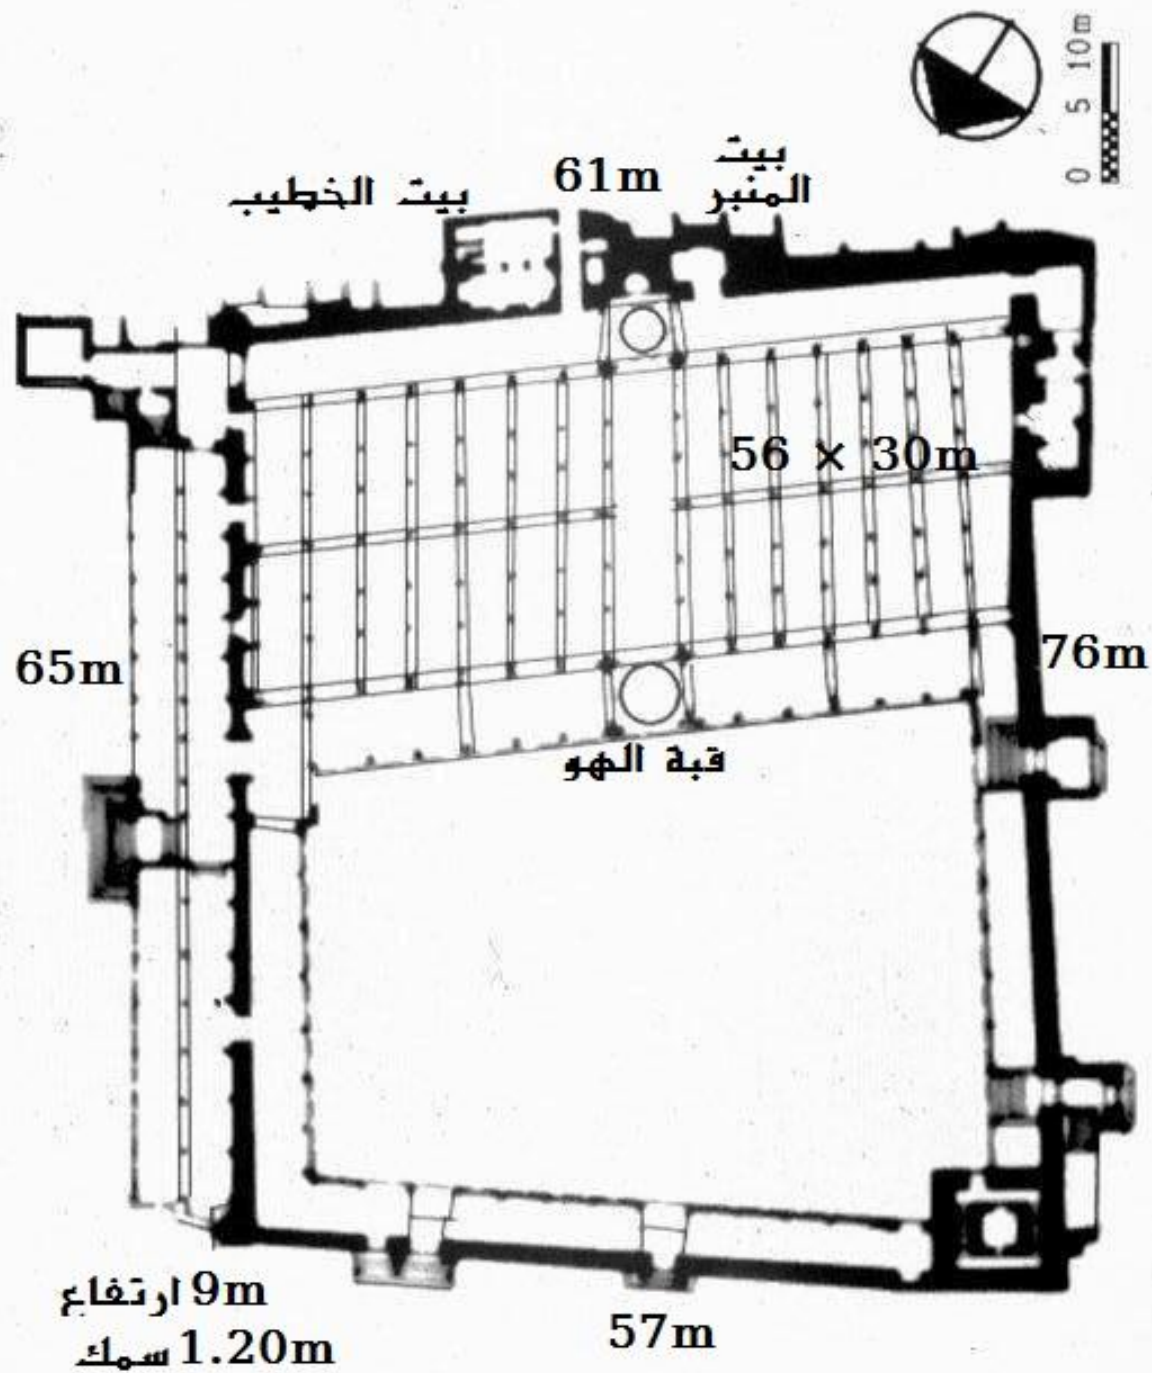 0 5 10m
بيت
المنبر
61m
بيت الخطيب
56 × 30m
65m
76m
قبة الهو
ارتفاع 9m
سمك 1.20m
57m